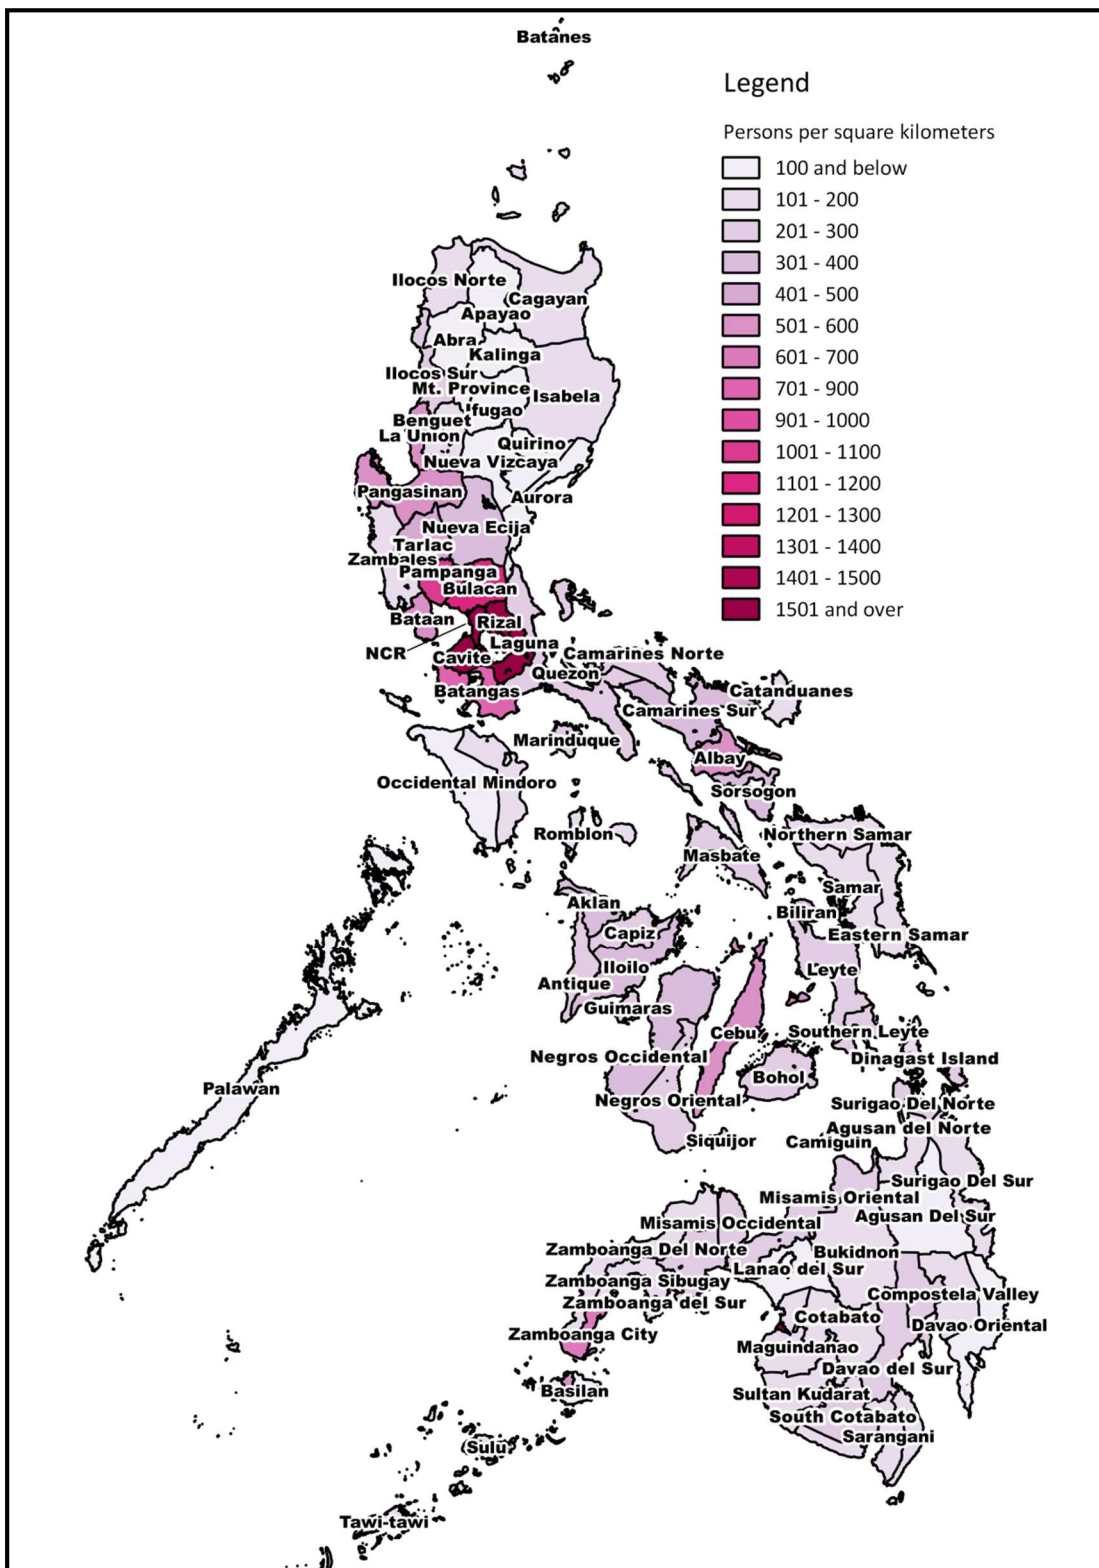 Batanes
Legend
Persons per square kilometers
100 and below
101 - 200
201 - 300
301 - 400
401 - 500
501 - 600
601 - 700
701 - 900
901 - 1000
1001 - 1100
1101 - 1200
1201 - 1300
1301 - 1400
1401 - 1500
1501 and over
Ilocos Norte
Cagayan
Apayao
Abra
Kalinga
Ilocos Sur
Mt. Province
Isabela
Ifugao
Benguet
La Union
Quirino
Nueva Vizcaya
Pangasinan
Aurora
Nueva Ecija
Tarlac
Zambales
Pampanga
Bulacan
Bataan
Rizal
NCR
Laguna
Cavite
Camarines Norte
Quezon
Batangas
Catanduanes
Camarines Sur
Marinduque
Albay
Occidental Mindoro
Sorsogon
Romblon
Northern Samar
Masbate
Samar
Aklan
Biliran
Capiz
Eastern Samar
Iloilo
Leyte
Antique
Guimaras
Cebu
Southern Leyte
Negros Occidental
Dinagast Island
Bohol
Palawan
Negros Oriental
Surigao Del Norte
Agusan del Norte
Siquijor
Camiguin
Surigao Del Sur
Misamis Oriental
Agusan Del Sur
Misamis Occidental
Zamboanga Del Norte
Bukidnon
Lanao del Sur
Zamboanga Sibugay
Compostela Valley
Zamboanga del Sur
Cotabato
Davao Oriental
Zamboanga City
Maguindanao
Davao del Sur
Basilan
Sultan Kudarat
South Cotabato
Sarangani
Sulu
Tawi-tawi